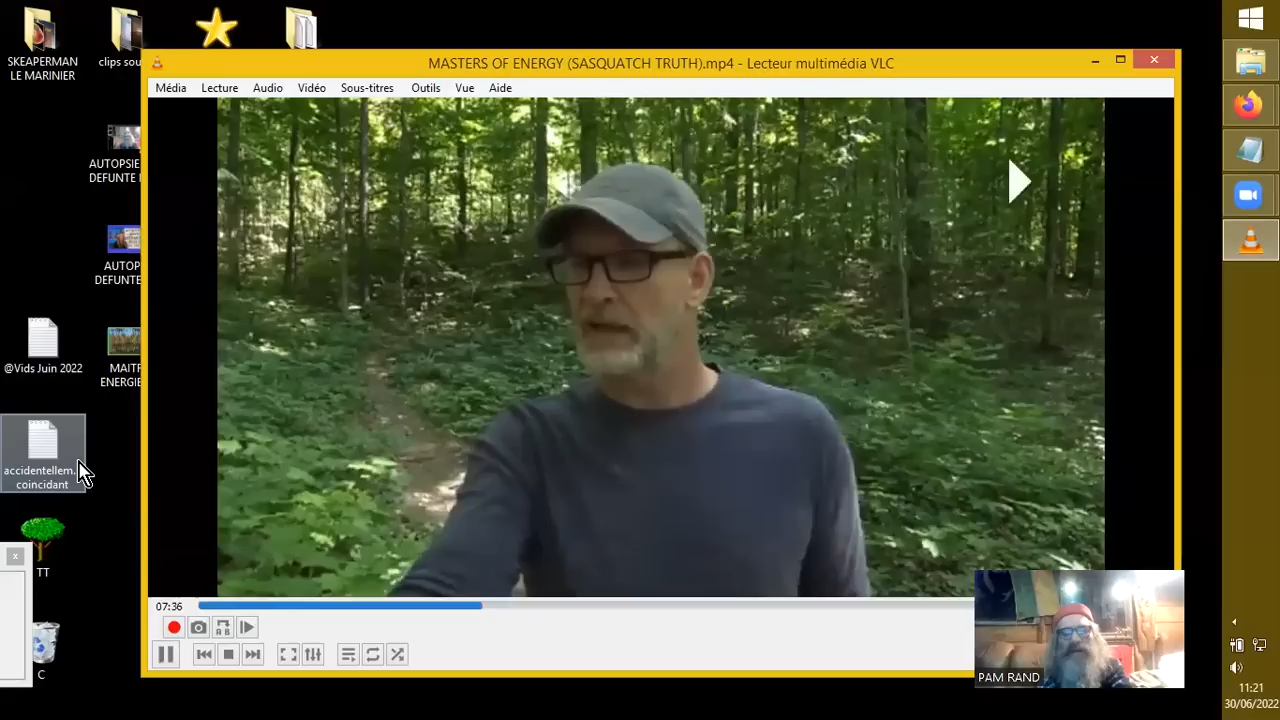 SKEAPERMAN
LE MARINIER
clips sou
AUTOPSIE
DEFUNTE
AUTOP
DEFUNTE
@Vids Juin 2022
MAIT
ENERGIE
accidentellem...
coincidant
TT
x
C
MASTERS OF ENERGY (SASQUATCH TRUTH).mp4 - Lecteur multimédia VLC
Média Lecture Audio Vidéo Sous-titres Outils Vue Aide
07:36
A B
PAM RAND
11:21
30/06/2022